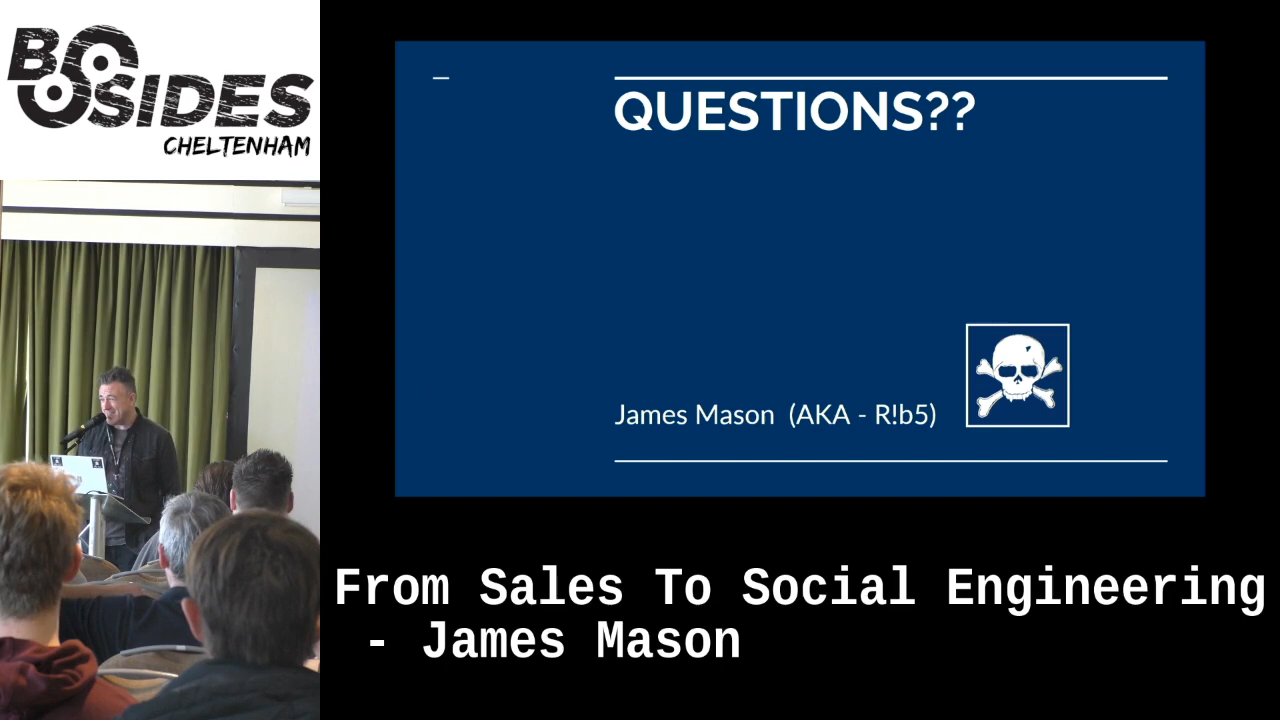 BSIDES
CHELTENHAM
QUESTIONS??
James Mason (AKA - R!b5)
From Sales To Social Engineering
- James Mason